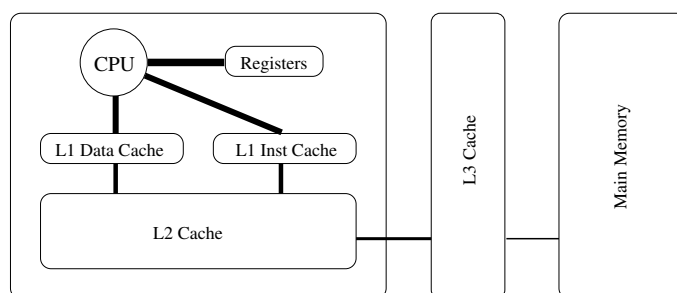 CPU
Registers
L1 Data Cache
L1 Inst Cache
L2 Cache
L3 Cache
Main Memory